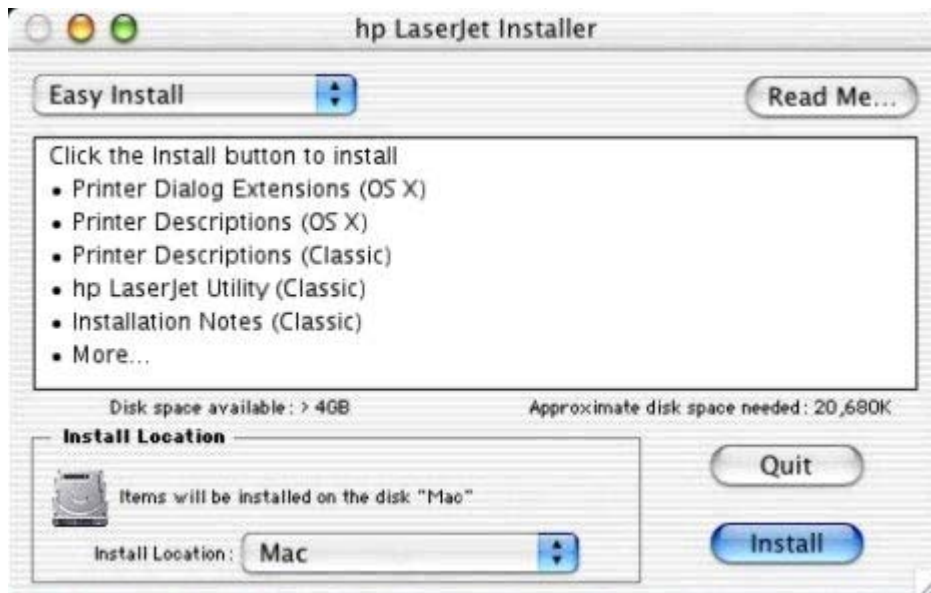 hp LaserJet Installer
Easy Install
Read Me...
Click the Install button to install
• Printer Dialog Extensions (OS X)
• Printer Descriptions (OS X)
• Printer Descriptions (Classic)
• hp LaserJet Utility (Classic)
• Installation Notes (Classic)
• More...
Disk space available : > 4GB
Approximate disk space needed : 20,680K
Install Location
Items will be installed on the disk "Mac"
Quit
Install Location : Mac
Install